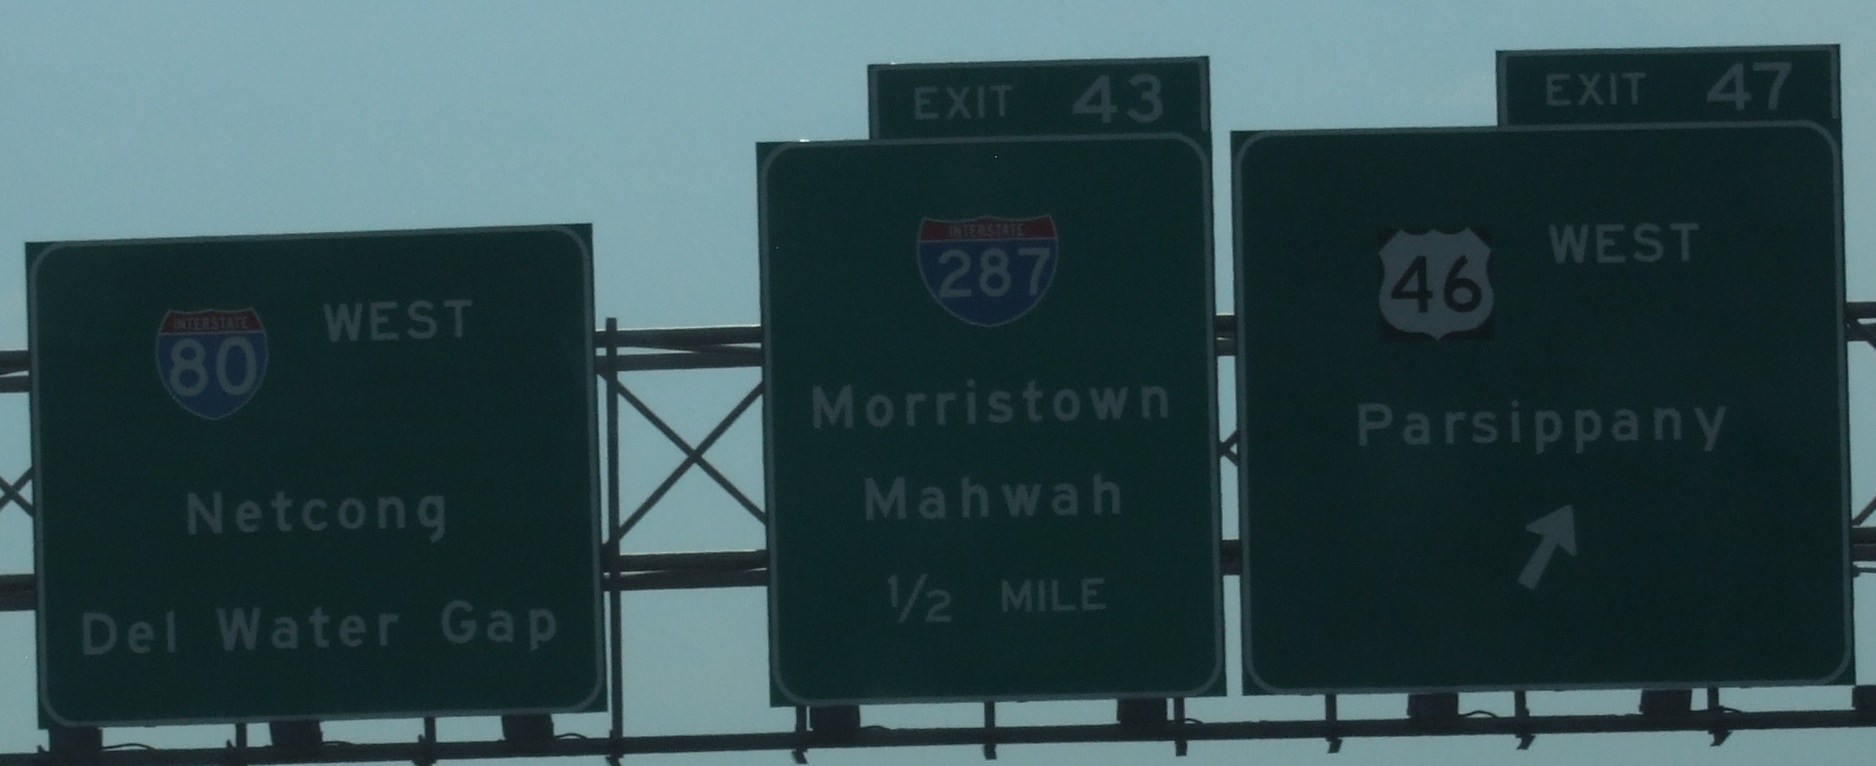 INTERSTATE
80
WEST
Netcong
Del Water Gap
EXIT 43
INTERSTATE
287
Morristown
Mahwah
1/2 MILE
EXIT 47
46
WEST
Parsippany